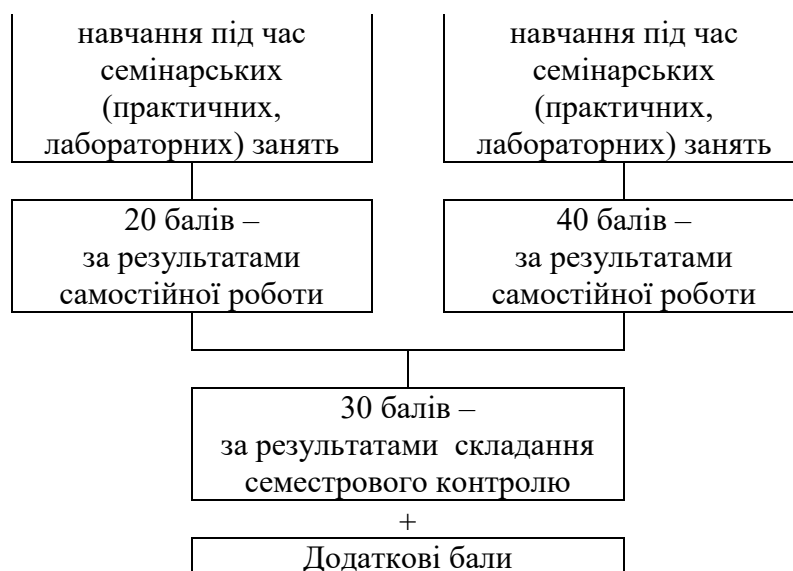 навчання під час
семінарських
(практичних,
лабораторних) занять
навчання під час
семінарських
(практичних,
лабораторних) занять
20 балів –
за результатами
самостійної роботи
40 балів –
за результатами
самостійної роботи
30 балів –
за результатами складання
семестрового контролю
+
Додаткові бали